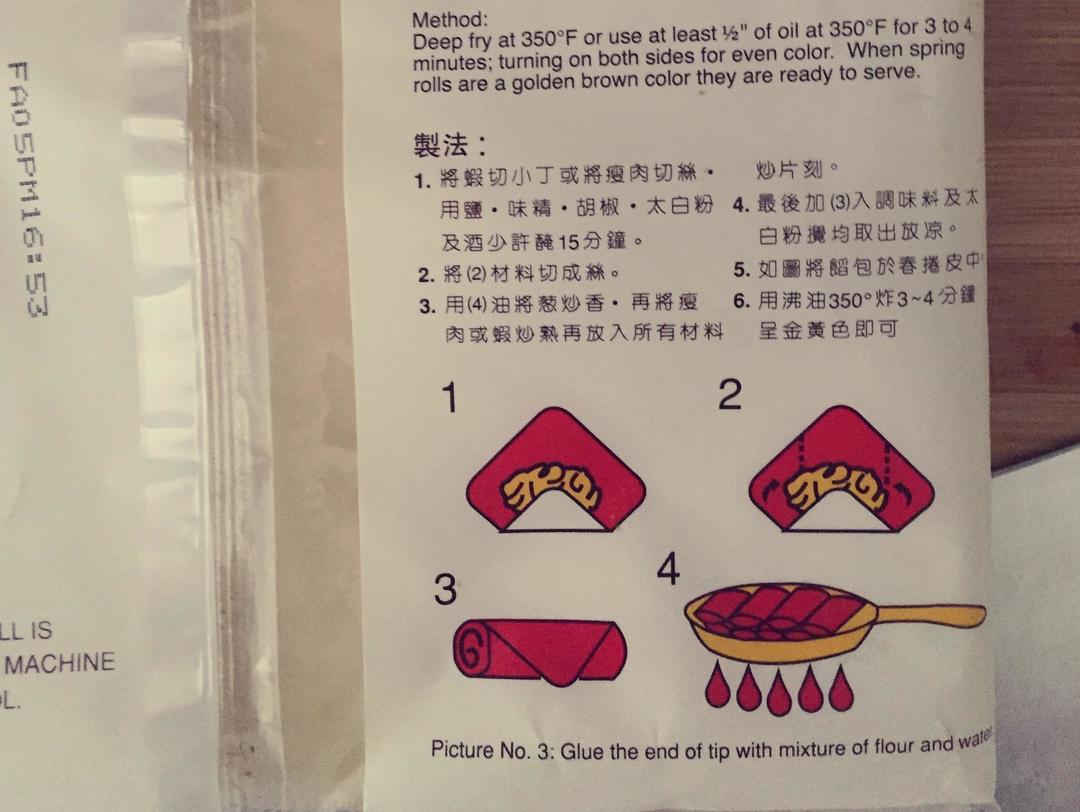 FA05PM16:53
LL IS
MACHINE
OL.
Method:
Deep fry at 350°F or use at least ½" of oil at 350°F for 3 to 4
minutes; turning on both sides for even color. When spring
rolls are a golden brown color they are ready to serve.
製法：
1. 將蝦切小丁或將瘦肉切絲・
用鹽・味精・胡椒・太白粉
及酒少許醃15分鐘。
2. 將(2)材料切成絲。
3. 用(4)油將葱炒香・再將瘦
肉或蝦炒熟再放入所有材料
炒片刻。
4. 最後加(3)入調味料及太
白粉攪均取出放凉。
5. 如圖將餡包於春捲皮中
6. 用沸油350°炸3~4分鐘
呈金黃色即可
1
2
3
4
Picture No. 3: Glue the end of tip with mixture of flour and water